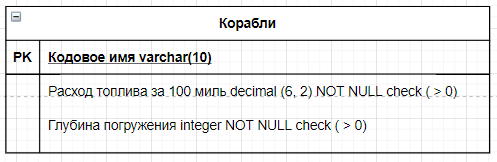 Корабли
PK Кодовое имя varchar(10)
Расход топлива за 100 миль decimal (6, 2) NOT NULL check ( > 0)
Глубина погружения integer NOT NULL check ( > 0)